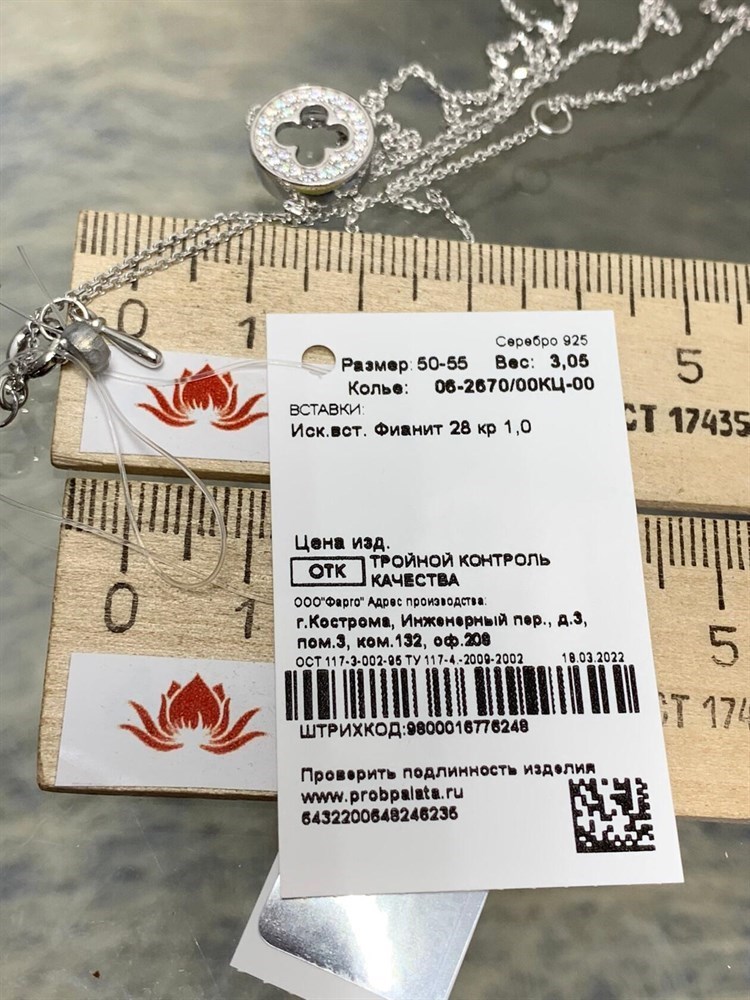 Серебро 925
Размер: 50-55 Вес: 3,05
Колье: 06-2670/00КЦ-00
ВСТАВКИ:
Иск.вст. Фианит 28 кр 1,0
Цена изд.
ОТК ТРОЙНОЙ КОНТРОЛЬ
КАЧЕСТВА
ООО"Фарго" Адрес производства:
г.Кострома, Инженерный пер., д.3,
пом.3, ком.132, оф.209
ОСТ 117-3-002-95 ТУ 117-4.-2009-2002 18.03.2022
ШТРИХКОД:9800016776248
Проверить подлинность изделия
www.probpalata.ru
6432200648246235
0 1 5
СТ 17435
0 1 5
СТ 174